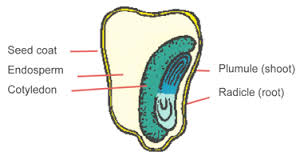 Seed coat
Endosperm
Cotyledon
Plumule (shoot)
Radicle (root)